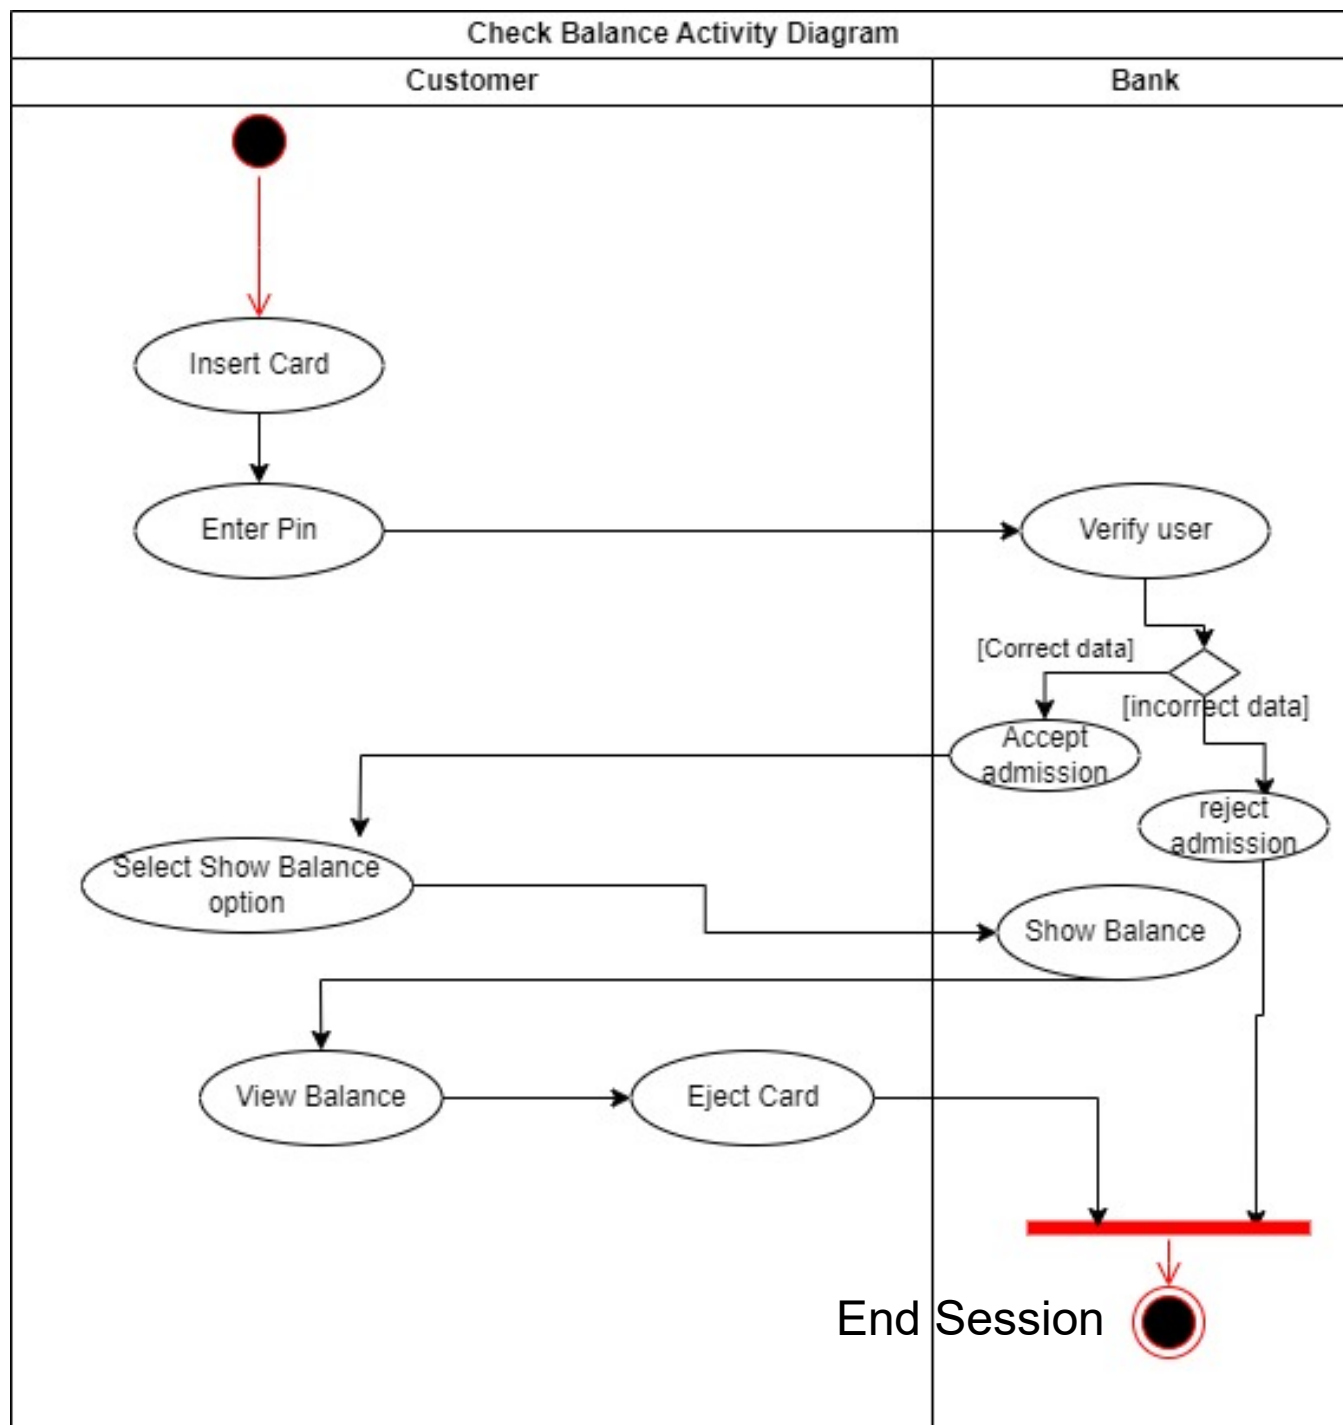 Check Balance Activity Diagram
Customer
Bank
Insert Card
Enter Pin
Verify user
[Correct data]
[incorrect data]
Accept
admission
reject
admission
Select Show Balance
option
Show Balance
View Balance
Eject Card
End Session